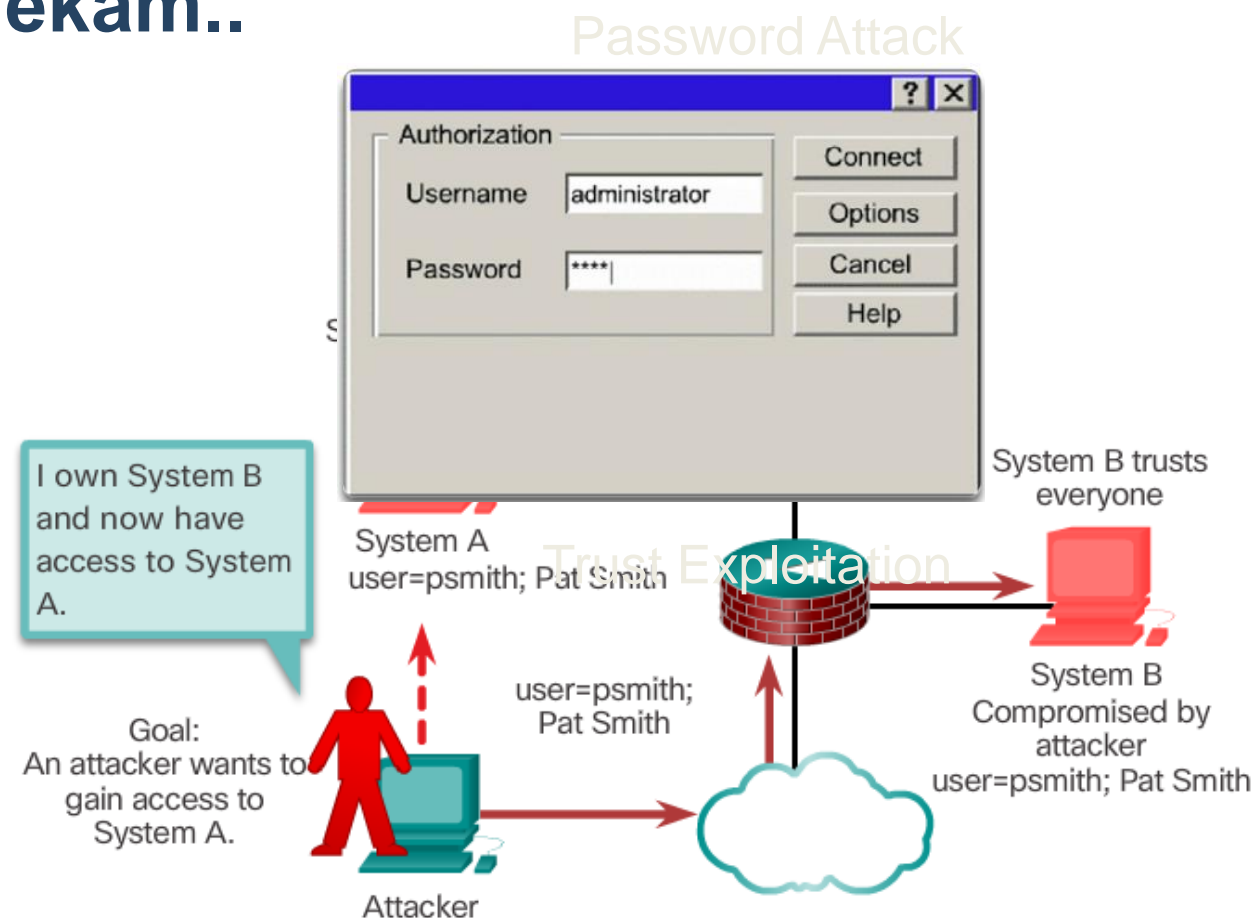 ekam..
Password Attack
? X
Authorization
Username
administrator
Password
****
Connect
Options
Cancel
Help
I own System B
and now have
access to System
A.
System A
user=psmith; Pat Smith
Trust Exploitation
System B trusts
everyone
System B
Compromised by
attacker
user=psmith; Pat Smith
user=psmith;
Pat Smith
Goal:
An attacker wants to
gain access to
System A.
Attacker